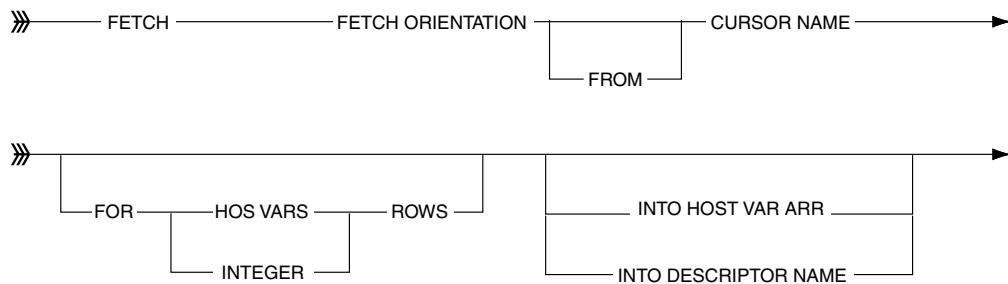 FETCH FETCH ORIENTATION CURSOR NAME
FROM
FOR HOS VARS ROWS
INTO HOST VAR ARR
INTEGER
INTO DESCRIPTOR NAME